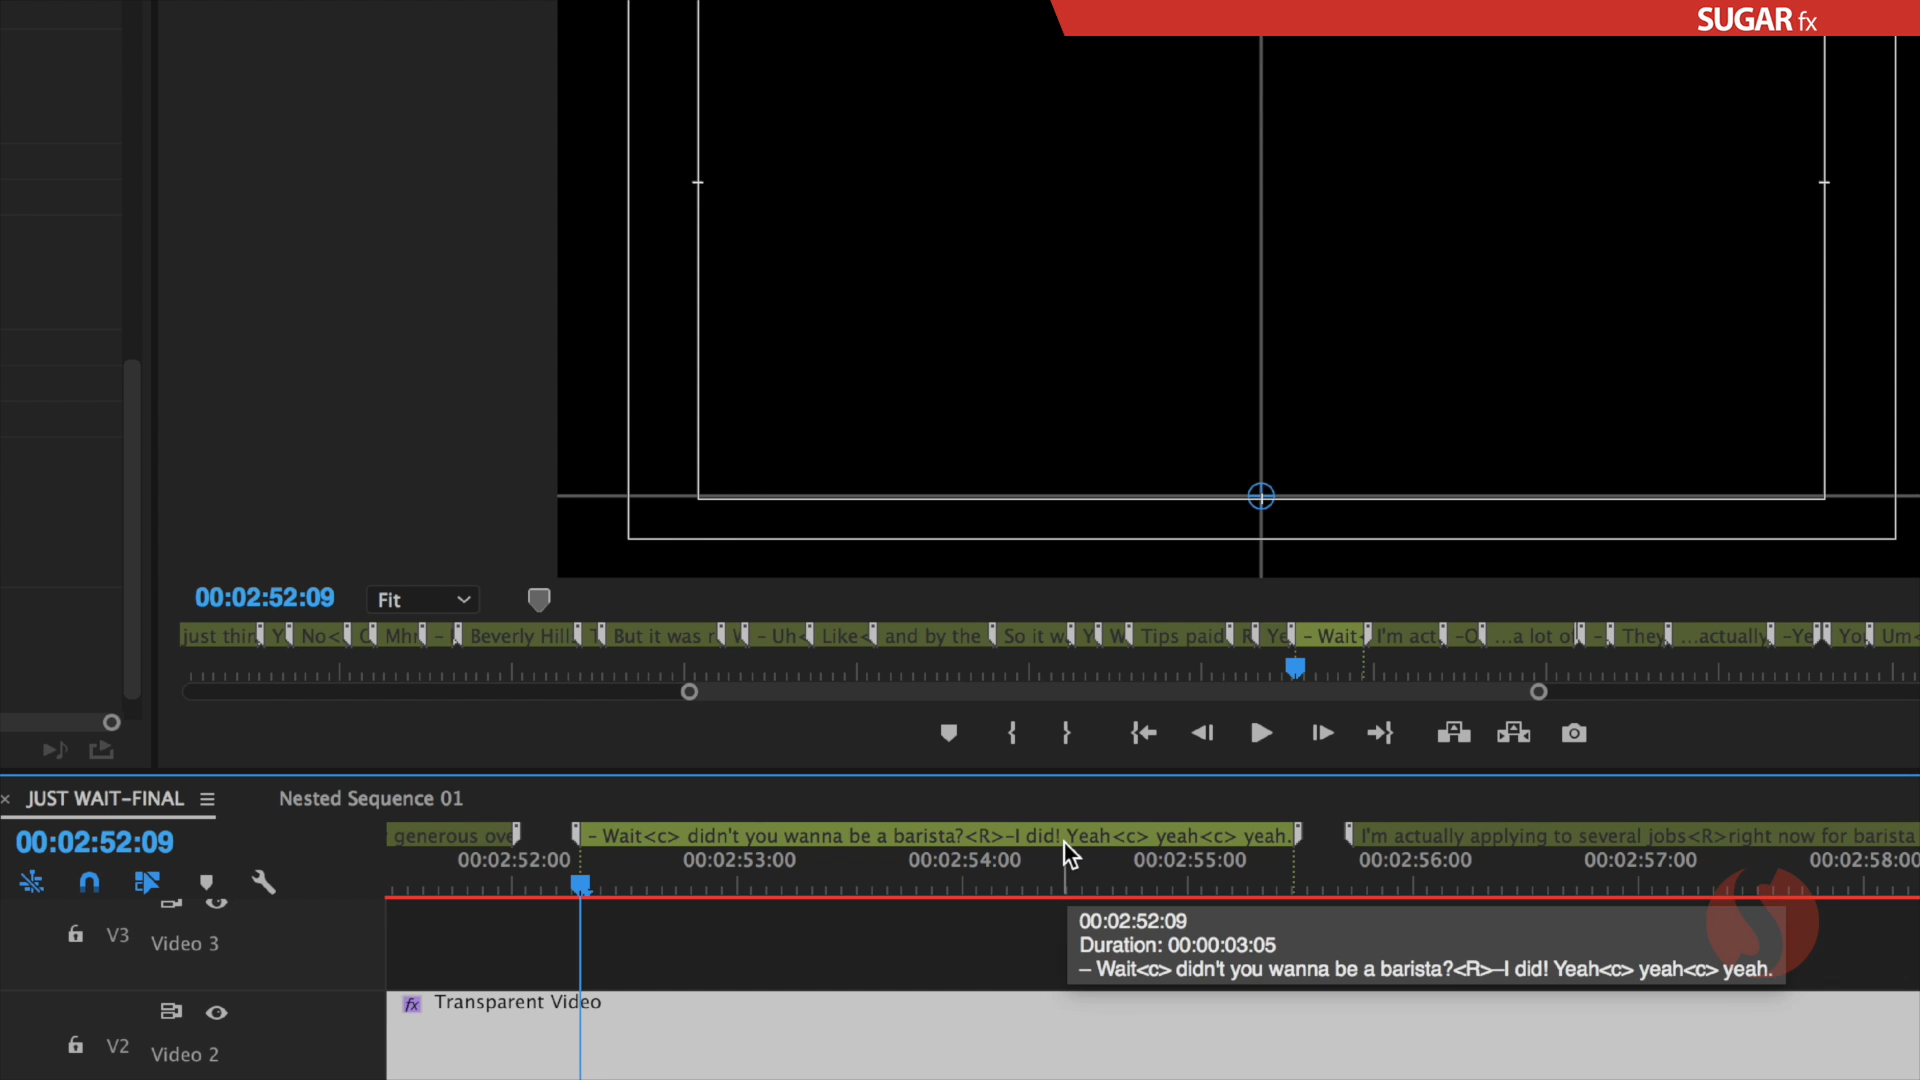 SUGAR fx
00:02:52:09
Fit
just thin
Y
No<
Mhr
Beverly Hill
But it was r
- Uh<
Like<
and by the
So it w
Y
W
Tips paid
R
Ye
- Wait<
I'm act
-O
...a lot of
-
They
...actually
-Ye
You
Um<
JUST WAIT-FINAL
Nested Sequence 01
00:02:52:09
generous ove
- Wait<c> didn't you wanna be a barista?<R>-I did! Yeah<c> yeah<c> yeah.
I'm actually applying to several jobs<R>right now for barista
00:02:52:00
00:02:53:00
00:02:54:00
00:02:55:00
00:02:56:00
00:02:57:00
00:02:58:00
V3
Video 3
00:02:52:09
Duration: 00:00:03:05
- Wait<c> didn't you wanna be a barista?<R>-I did! Yeah<c> yeah<c> yeah.
fx
Transparent Video
V2
Video 2